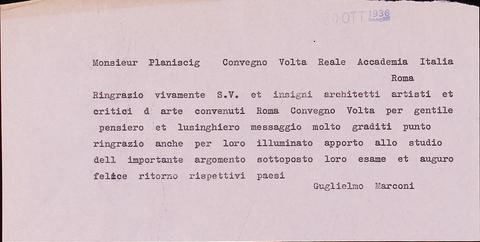 OTT 1936
Monsieur Planiscig Convegno Volta Reale Accademia Italia
Roma
Ringrazio vivamente S.V. et insigni architetti artisti et
critici d arte convenuti Roma Convegno Volta per gentile
pensiero et lusinghiero messaggio molto graditi punto
ringrazio anche per loro illuminato apporto allo studio
dell importante argomento sottoposto loro esame et auguro
felice ritorno rispettivi paesi
Guglielmo Marconi